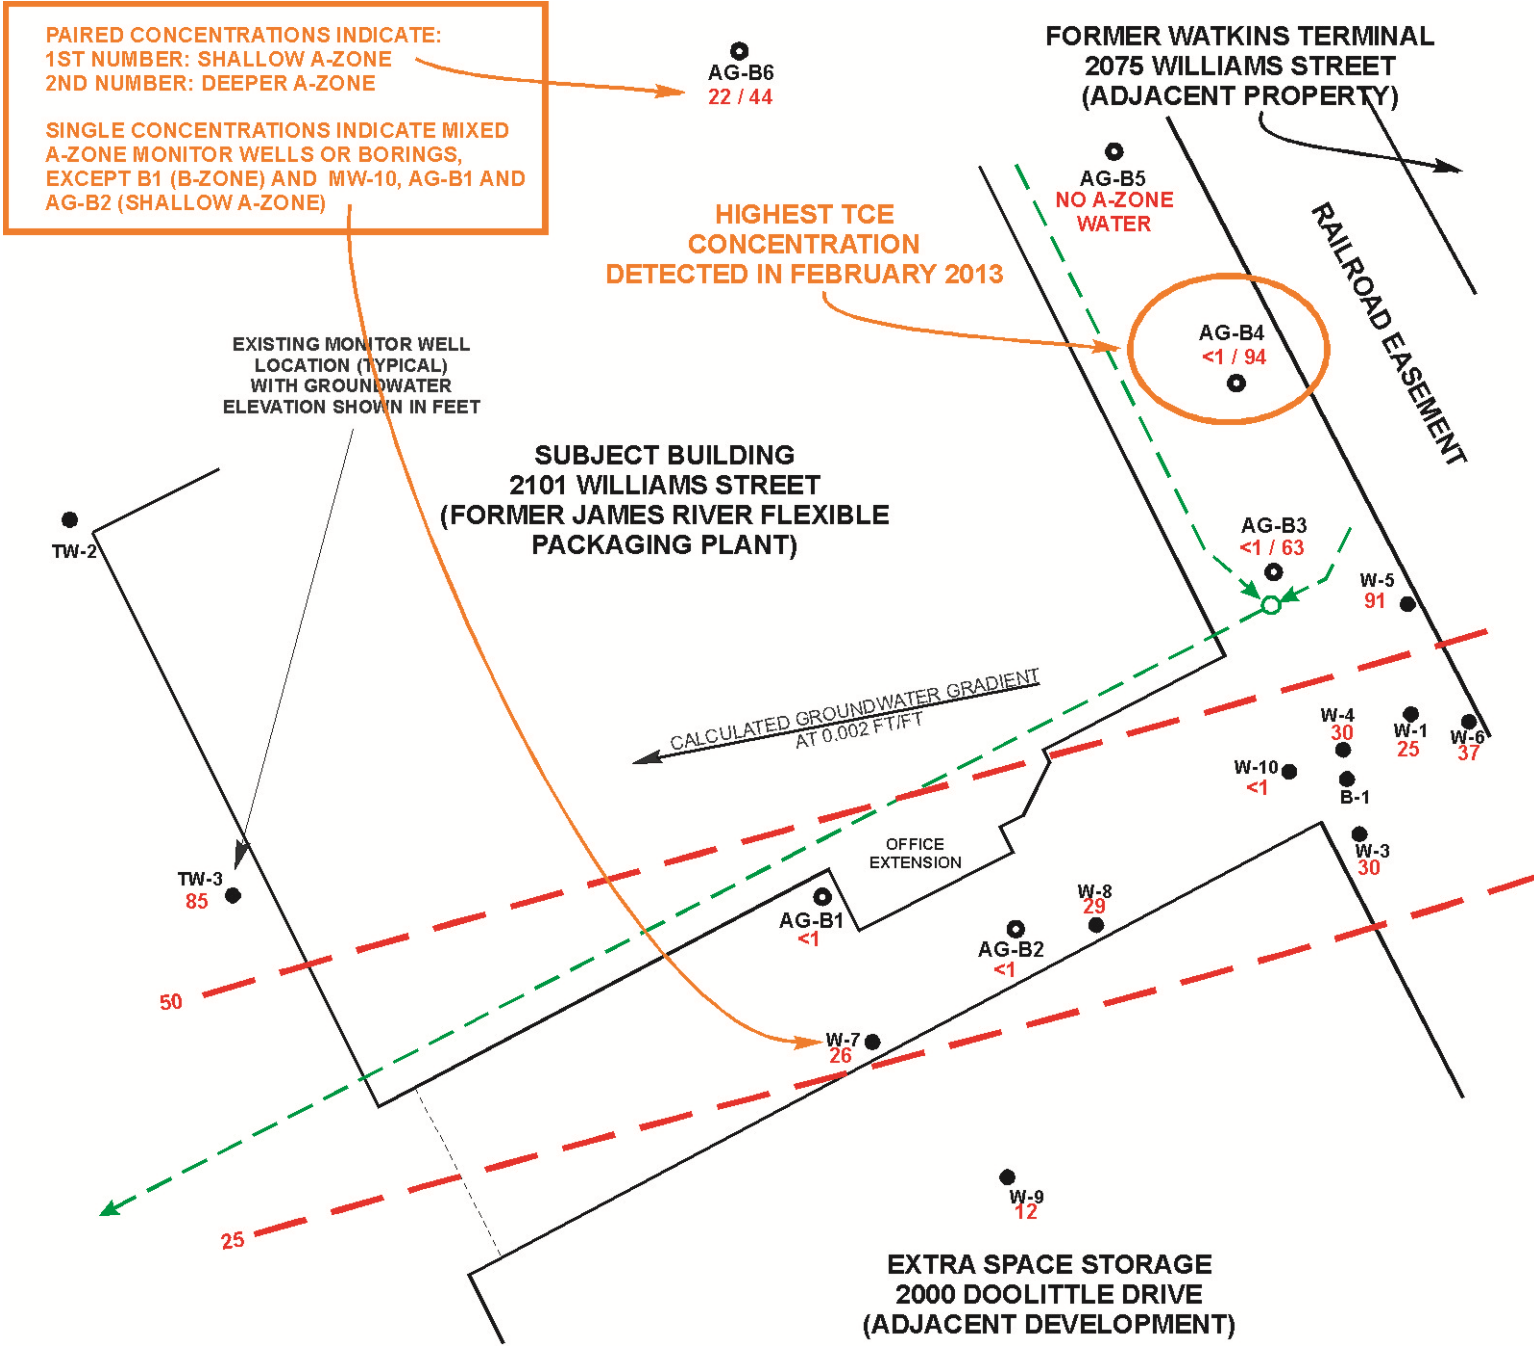 PAIRED CONCENTRATIONS INDICATE:
1ST NUMBER: SHALLOW A-ZONE
2ND NUMBER: DEEPER A-ZONE
SINGLE CONCENTRATIONS INDICATE MIXED
A-ZONE MONITOR WELLS OR BORINGS,
EXCEPT B1 (B-ZONE) AND MW-10, AG-B1 AND
AG-B2 (SHALLOW A-ZONE)
AG-B6
22 / 44
FORMER WATKINS TERMINAL
2075 WILLIAMS STREET
(ADJACENT PROPERTY)
AG-B5
NO A-ZONE
WATER
HIGHEST TCE
CONCENTRATION
DETECTED IN FEBRUARY 2013
RAILROAD EASEMENT
AG-B4
<1 / 94
EXISTING MONITOR WELL
LOCATION (TYPICAL)
WITH GROUNDWATER
ELEVATION SHOWN IN FEET
SUBJECT BUILDING
2101 WILLIAMS STREET
(FORMER JAMES RIVER FLEXIBLE
PACKAGING PLANT)
TW-2
AG-B3
<1 / 63
W-5
91
CALCULATED GROUNDWATER GRADIENT
AT 0.002 FT/FT
W-4
30
W-1
25
W-6
37
W-10
<1
B-1
W-3
30
OFFICE
EXTENSION
TW-3
85
AG-B1
<1
W-8
29
AG-B2
<1
50
W-7
26
25
W-9
12
EXTRA SPACE STORAGE
2000 DOOLITTLE DRIVE
(ADJACENT DEVELOPMENT)